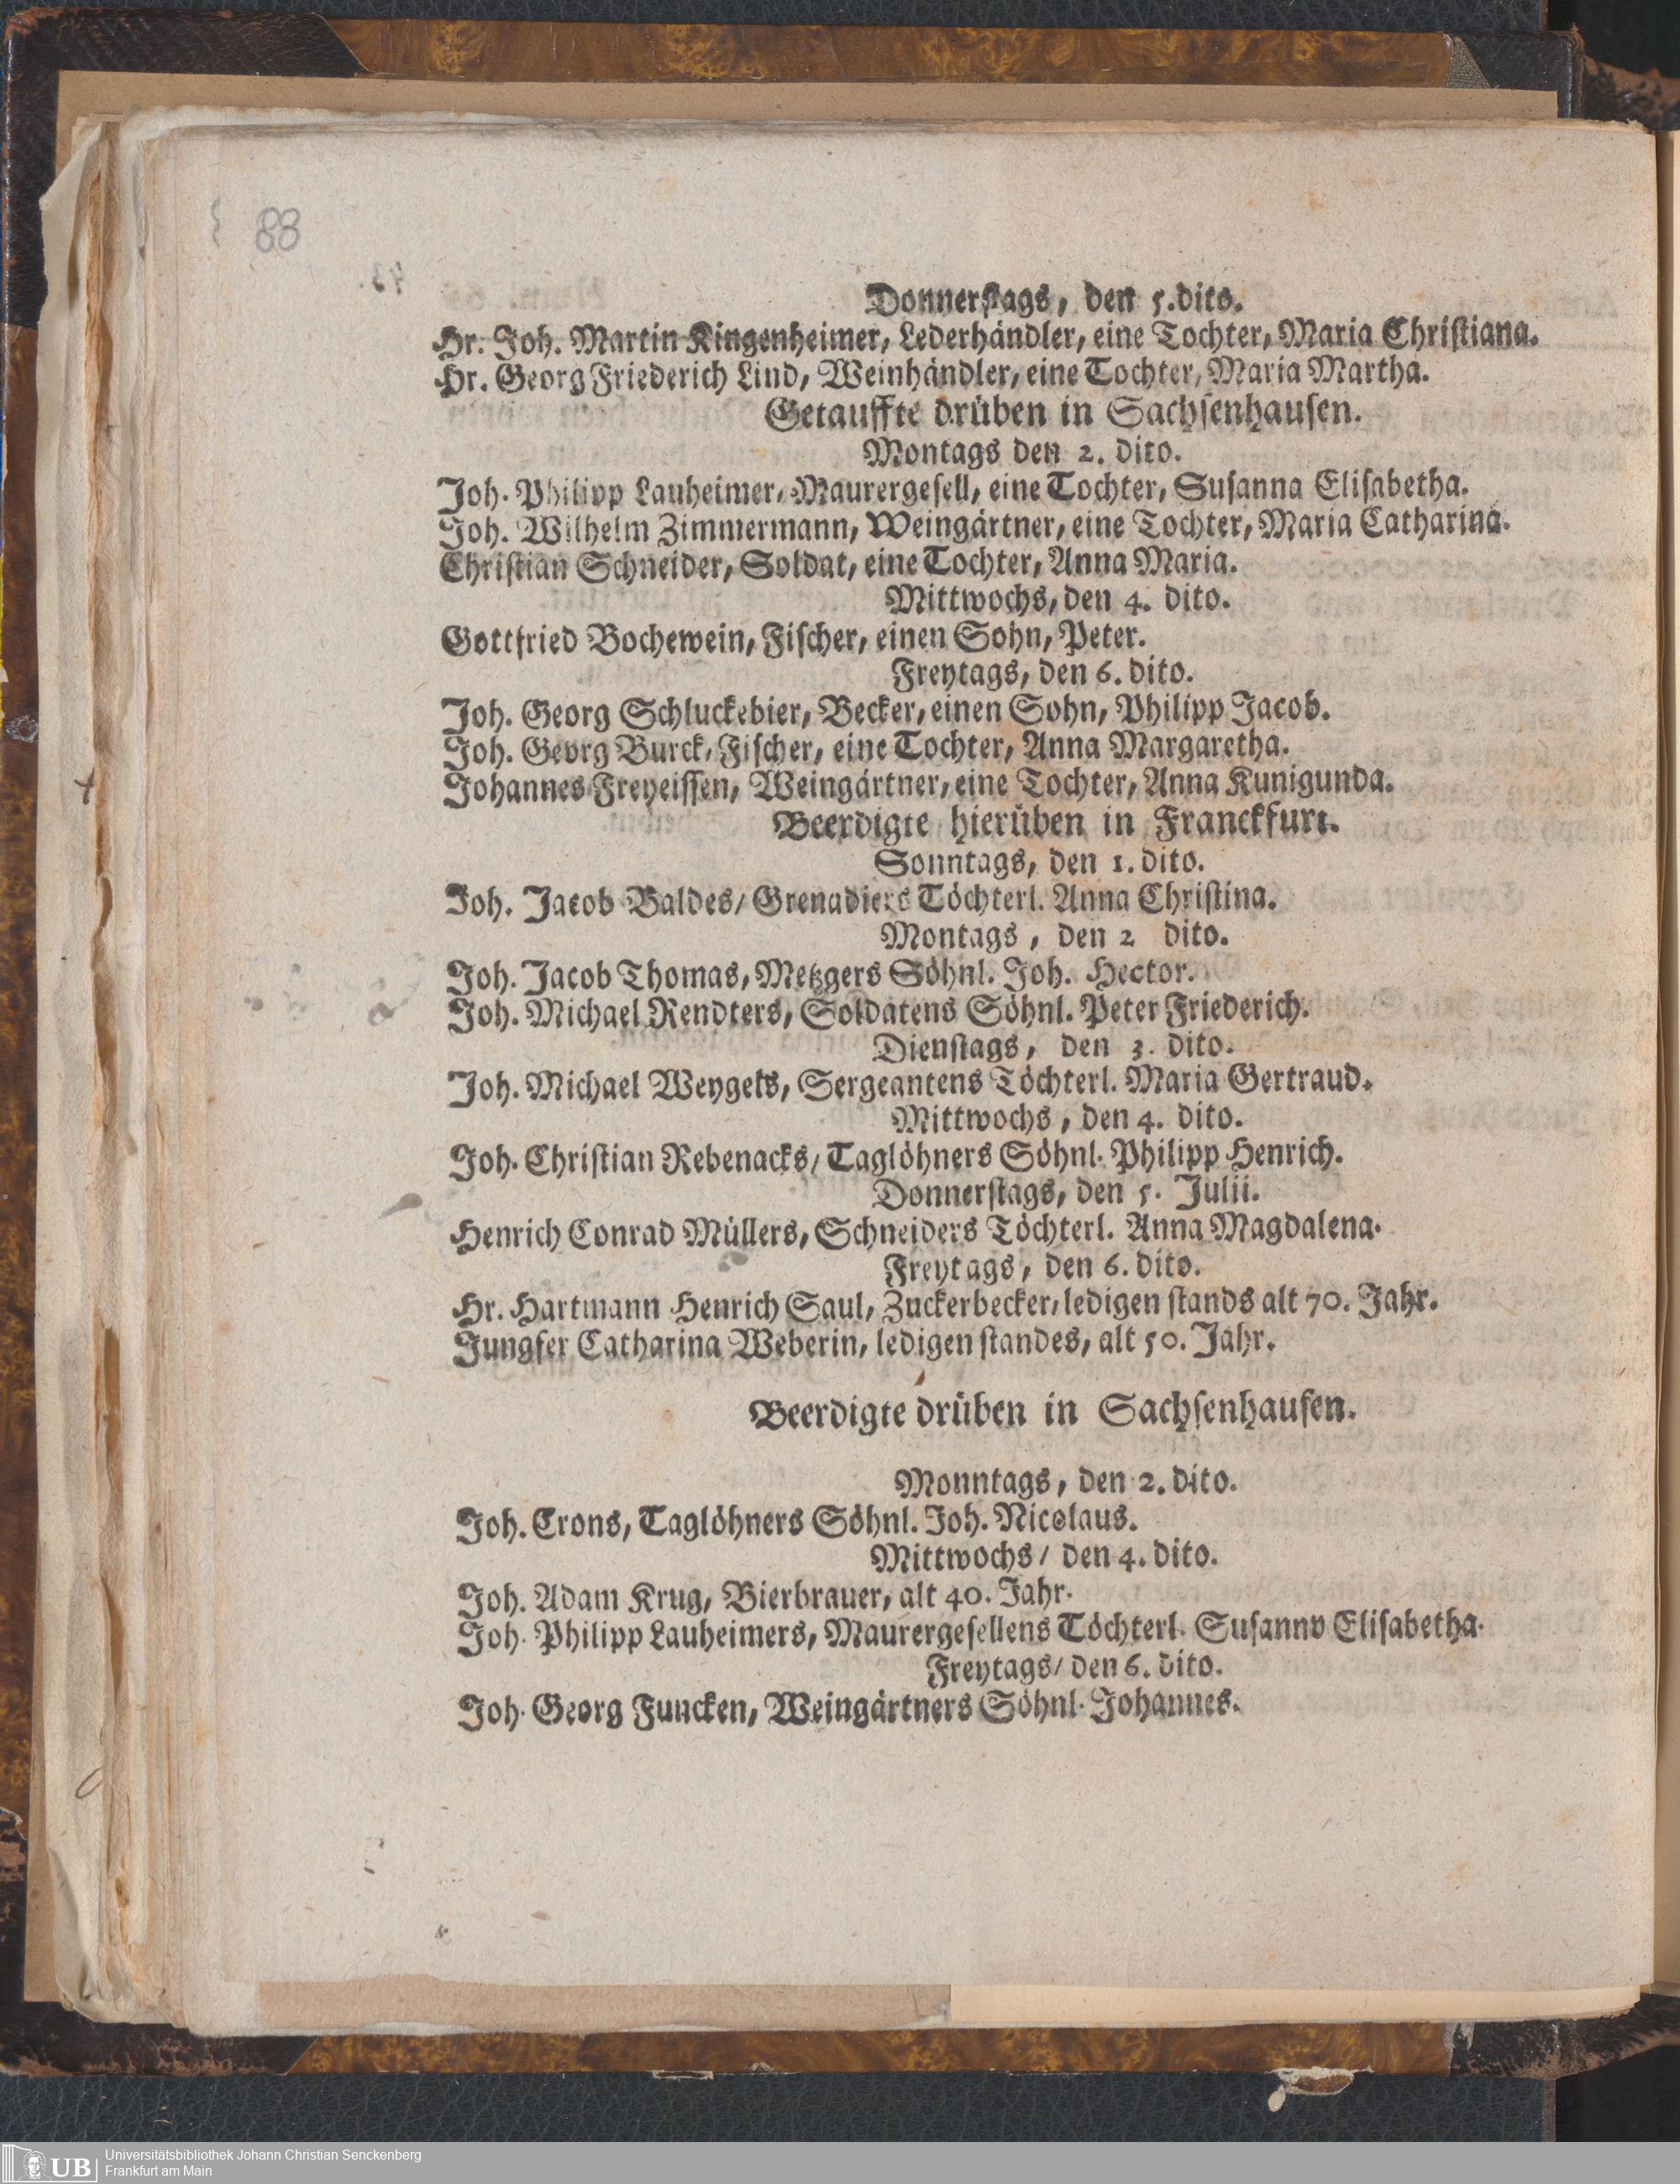 88
Donnerstags, den 5. dito.
Hr. Joh. Martin Kingenheimer, Lederhändler, eine Tochter, Maria Christiana.
Hr. Georg Friederich Lind, Weinhändler, eine Tochter, Maria Martha.
Getauffte drüben in Sachsenhausen.
Montags den 2. dito.
Joh. Philipp Lauheimer, Maurergesell, eine Tochter, Susanna Elisabetha.
Joh. Wilhelm Zimmermann, Weingärtner, eine Tochter, Maria Catharina.
Christian Schneider, Soldat, eine Tochter, Anna Maria.
Mittwochs, den 4. dito.
Gottfried Bochewein, Fischer, einen Sohn, Peter.
Freytags, den 6. dito.
Joh. Georg Schluckebier, Becker, einen Sohn, Philipp Jacob.
Joh. Georg Burck, Fischer, eine Tochter, Anna Margaretha.
Johannes Freyeissen, Weingärtner, eine Tochter, Anna Kunigunda.
Beerdigte hierüben in Franckfurt.
Sonntags, den 1. dito.
Joh. Jacob Baldes/ Grenadiers Töchterl. Anna Christina.
Montags, den 2 dito.
Joh. Jacob Thomas, Metzgers Söhnl. Joh. Hector.
Joh. Michael Rendters, Soldatens Söhnl. Peter Friederich.
Dienstags, den 3. dito.
Joh. Michael Weygels, Sergeantens Töchterl. Maria Gertraud.
Mittwochs, den 4. dito.
Joh. Christian Rebenacks/ Taglöhners Söhnl. Philipp Henrich.
Donnerstags, den 5. Julii.
Henrich Conrad Müllers, Schneiders Töchterl. Anna Magdalena.
Freytags, den 6. dito.
Hr. Hartmann Henrich Saul, Zuckerbecker, ledigen stands alt 70. Jahr.
Jungfer Catharina Weberin, ledigen standes, alt 50. Jahr.
Beerdigte drüben in Sachsenhausen.
Monntags, den 2. dito.
Joh. Crons, Taglöhners Söhnl. Joh. Nicolaus.
Mittwochs/ den 4. dito.
Joh. Adam Krug, Bierbrauer, alt 40. Jahr.
Joh. Philipp Lauheimers, Maurergesellens Töchterl. Susanno Elisabetha.
Freytags/ den 6. dito.
Joh. Georg Funcken, Weingärtners Söhnl. Johannes.
UB Universitätsbibliothek Johann Christian Senckenberg
Frankfurt am Main